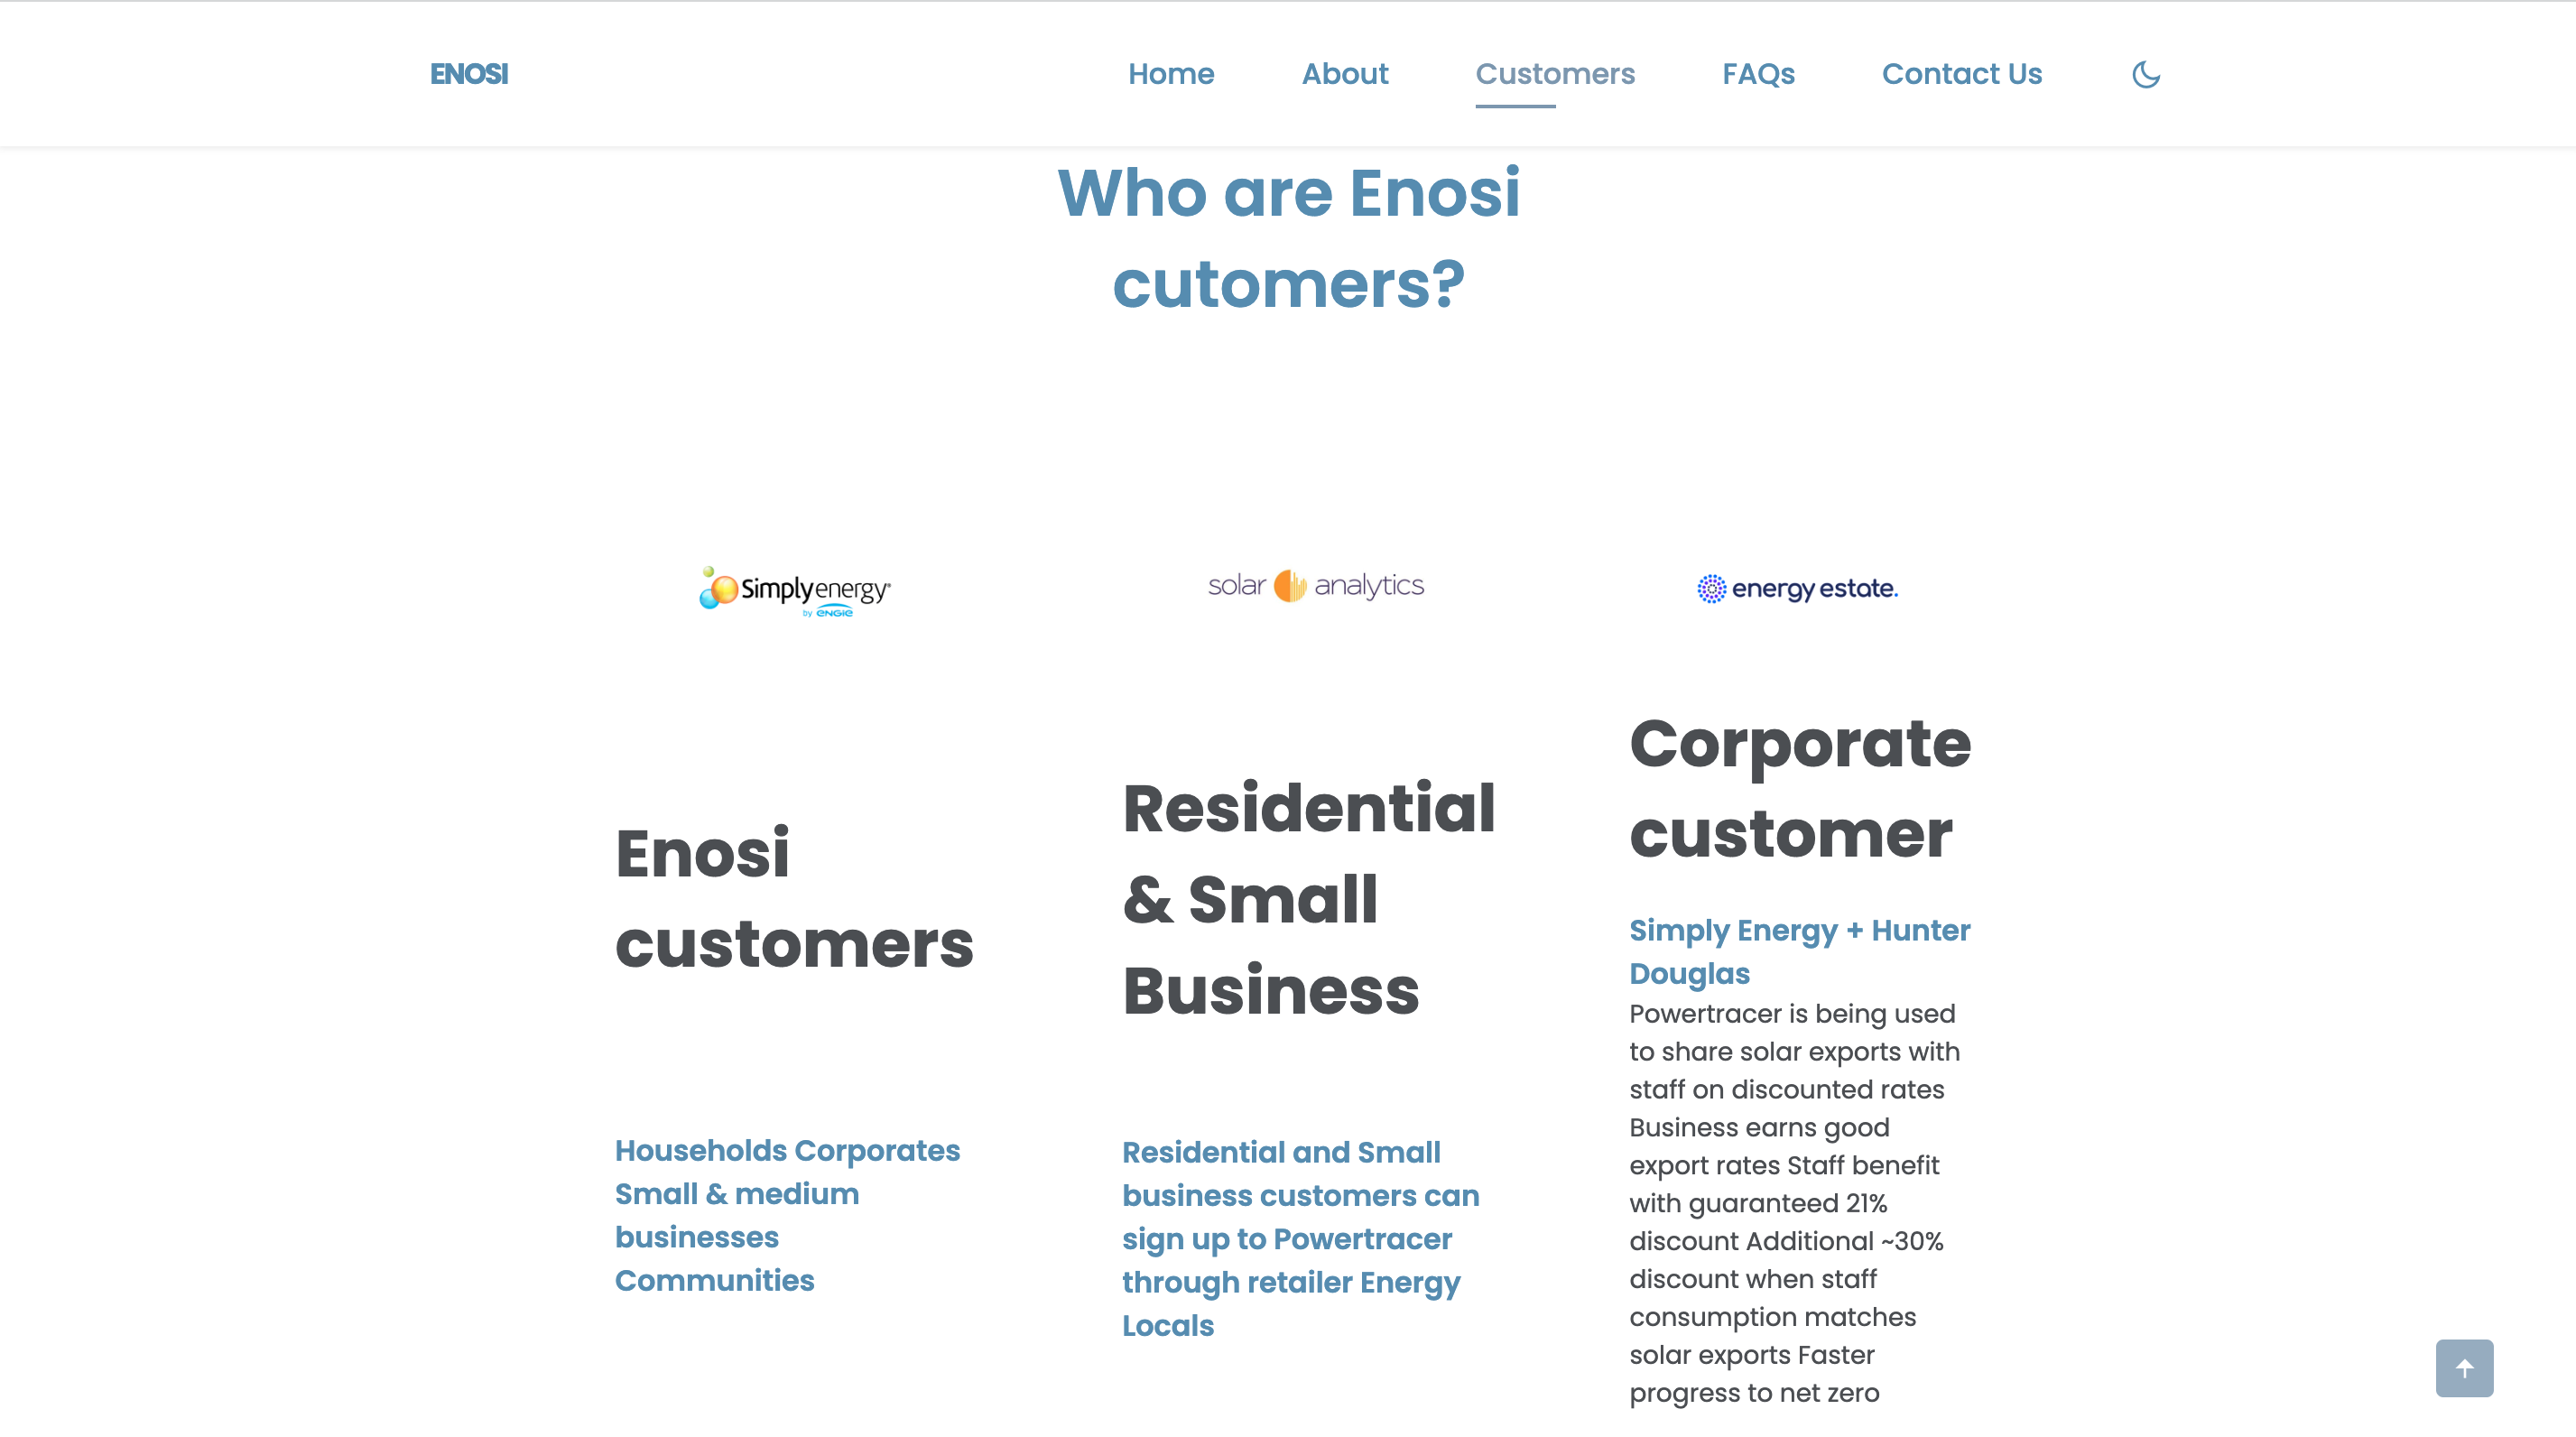 ENOSI
Home
About
Customers
FAQs
Contact Us
Who are Enosi
cutomers?
Simplyenergy
by ENGIE
solar analytics
energy estate.
Enosi
customers
Households Corporates
Small & medium
businesses
Communities
Residential
& Small
Business
Residential and Small
business customers can
sign up to Powertracer
through retailer Energy
Locals
Corporate
customer
Simply Energy + Hunter
Douglas
Powertracer is being used
to share solar exports with
staff on discounted rates
Business earns good
export rates Staff benefit
with guaranteed 21%
discount Additional ~30%
discount when staff
consumption matches
solar exports Faster
progress to net zero